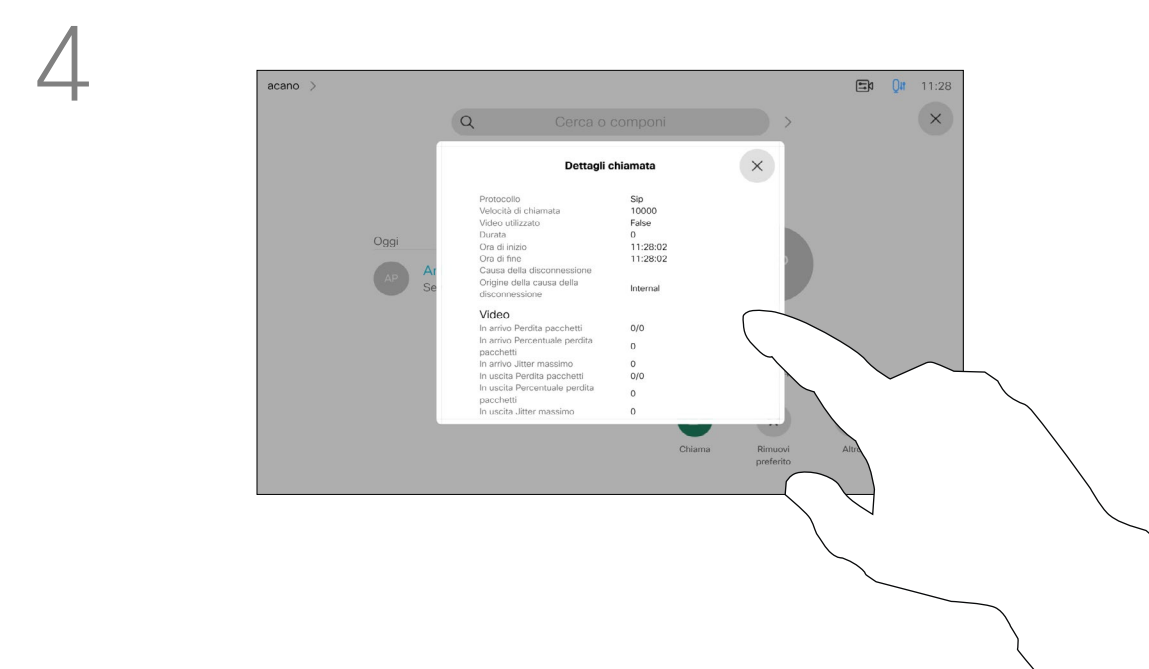 4
acano >
11:28
Cerca o componi
Dettagli chiamata
Protocollo Sip
Velocità di chiamata 10000
Video utilizzato False
Durata 0
Ora di inizio 11:28:02
Ora di fine 11:28:02
Causa della disconnessione
Origine della causa della
disconnessione Internal
Oggi
AP
Ar
Se
Video
In arrivo Perdita pacchetti 0/0
In arrivo Percentuale perdita
pacchetti 0
In arrivo Jitter massimo 0
In uscita Perdita pacchetti 0/0
In uscita Percentuale perdita
pacchetti 0
In uscita Jitter massimo 0
Chiama
Rimuovi
preferito
Altro